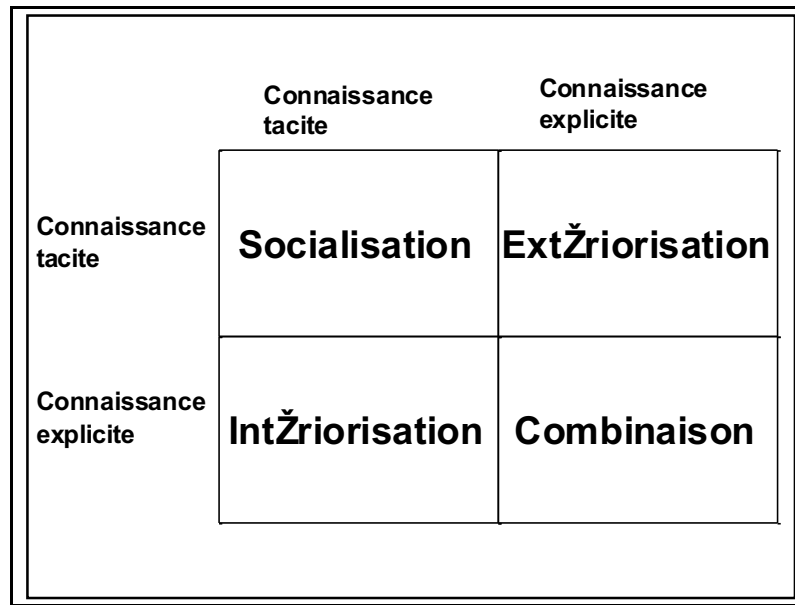 Connaissance
tacite
Connaissance
explicite
Connaissance
tacite
Socialisation
ExtŽriorisation
Connaissance
explicite
IntŽriorisation
Combinaison